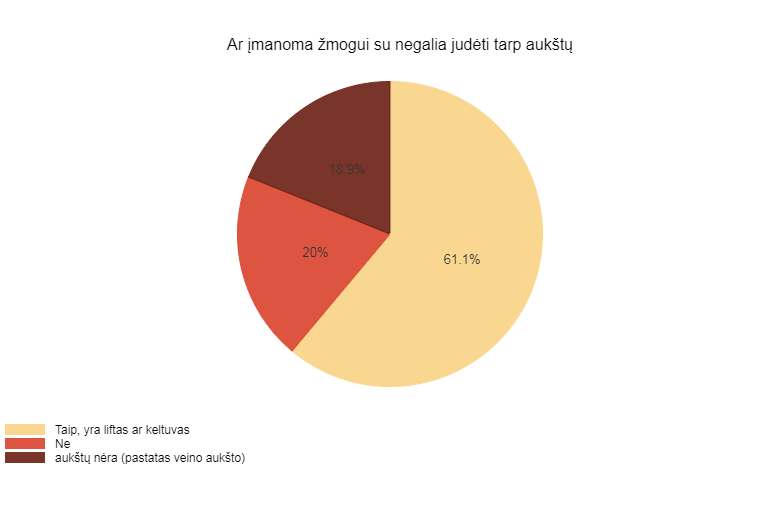 Ar įmanoma žmogui su negalia judėti tarp aukštų
18.9%
20%
61.1%
Taip, yra liftas ar keltuvas
Ne
aukštų nėra (pastatas veino aukšto)